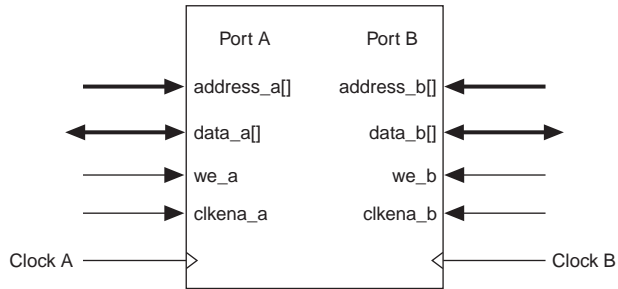 Port A Port B
address_a[] address_b[]
data_a[] data_b[]
we_a we_b
clkena_a clkena_b
Clock A Clock B